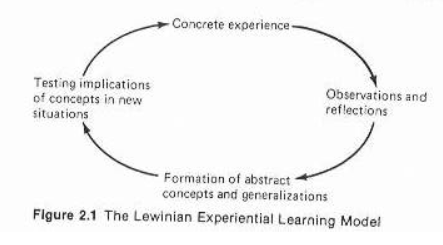 Concrete experience
Testing implications
of concepts in new
situations
Observations and
reflections
Formation of abstract
concepts and generalizations
Figure 2.1 The Lewinian Experiential Learning Model